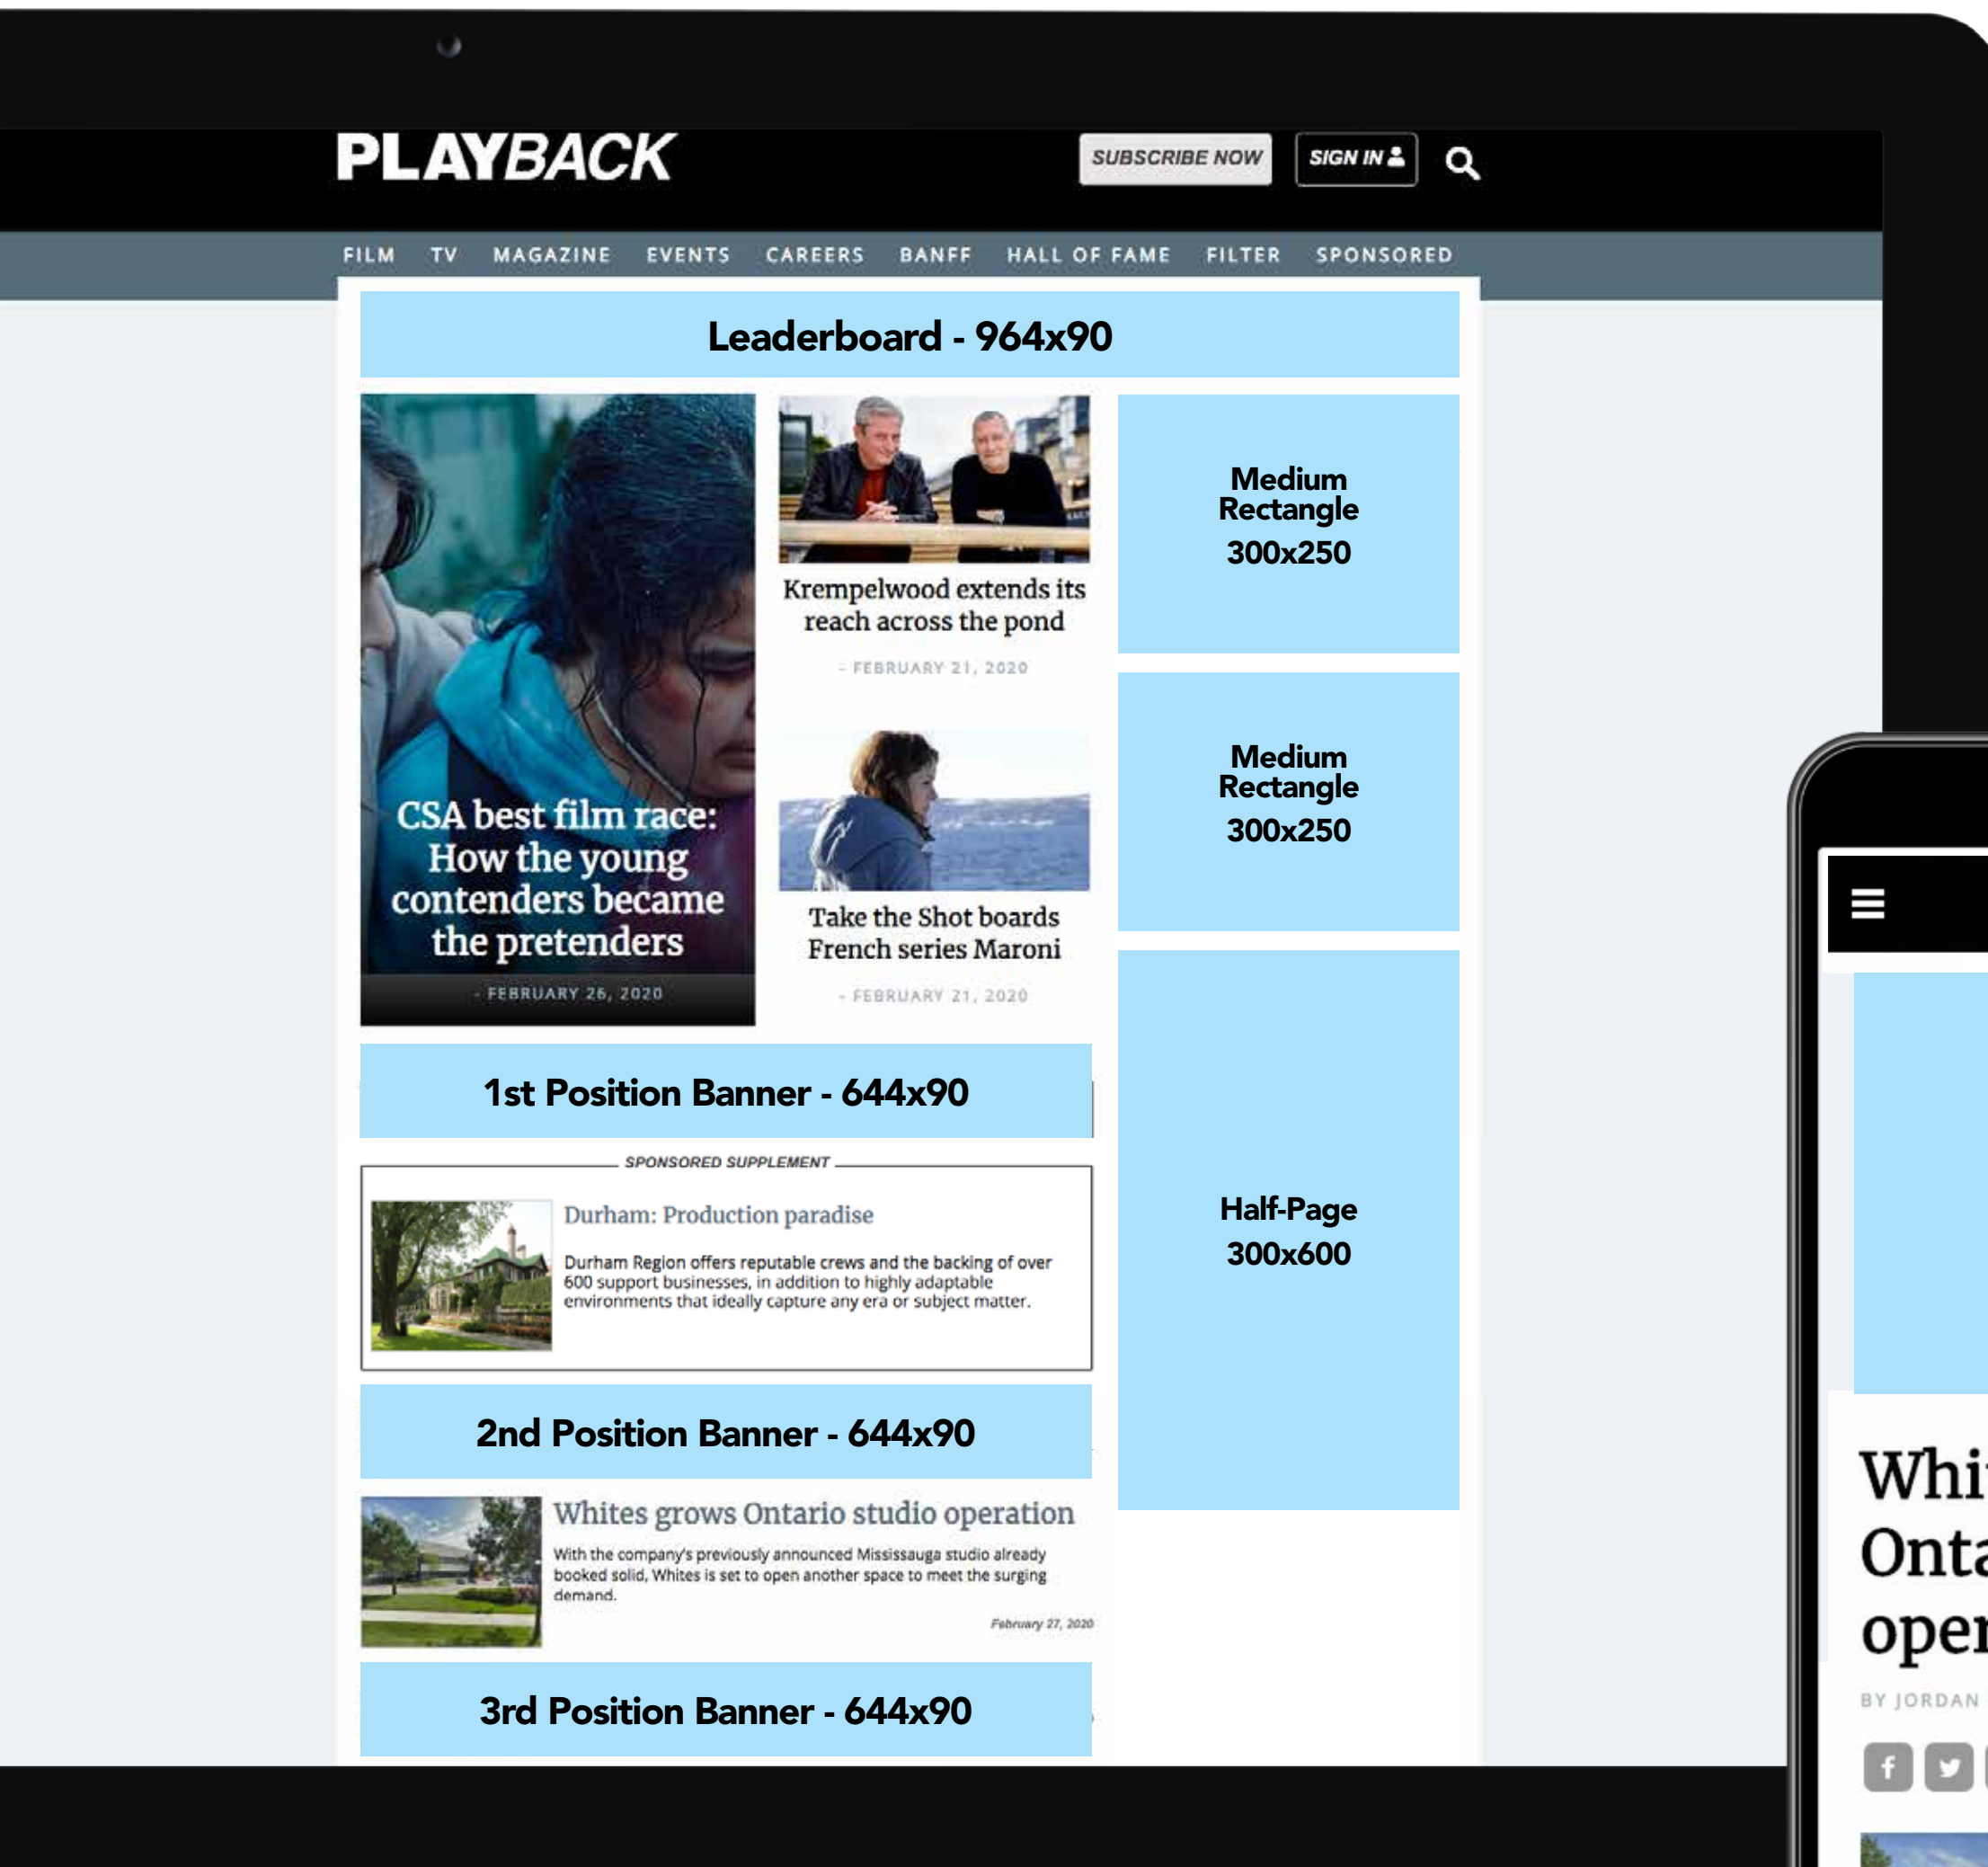 PLAYBACK
SUBSCRIBE NOW
SIGN IN
FILM TV MAGAZINE EVENTS CAREERS BANFF HALL OF FAME FILTER SPONSORED
Leaderboard - 964x90
CSA best film race:
How the young
contenders became
the pretenders
- FEBRUARY 26, 2020
Krempelwood extends its
reach across the pond
- FEBRUARY 21, 2020
Take the Shot boards
French series Maroni
- FEBRUARY 21, 2020
Medium
Rectangle
300x250
Medium
Rectangle
300x250
Half-Page
300x600
1st Position Banner - 644x90
SPONSORED SUPPLEMENT
Durham: Production paradise
Durham Region offers reputable crews and the backing of over
600 support businesses, in addition to highly adaptable
environments that ideally capture any era or subject matter.
2nd Position Banner - 644x90
Whites grows Ontario studio operation
With the company's previously announced Mississauga studio already
booked solid, Whites is set to open another space to meet the surging
demand.
February 27, 2020
3rd Position Banner - 644x90
BY JORDAN